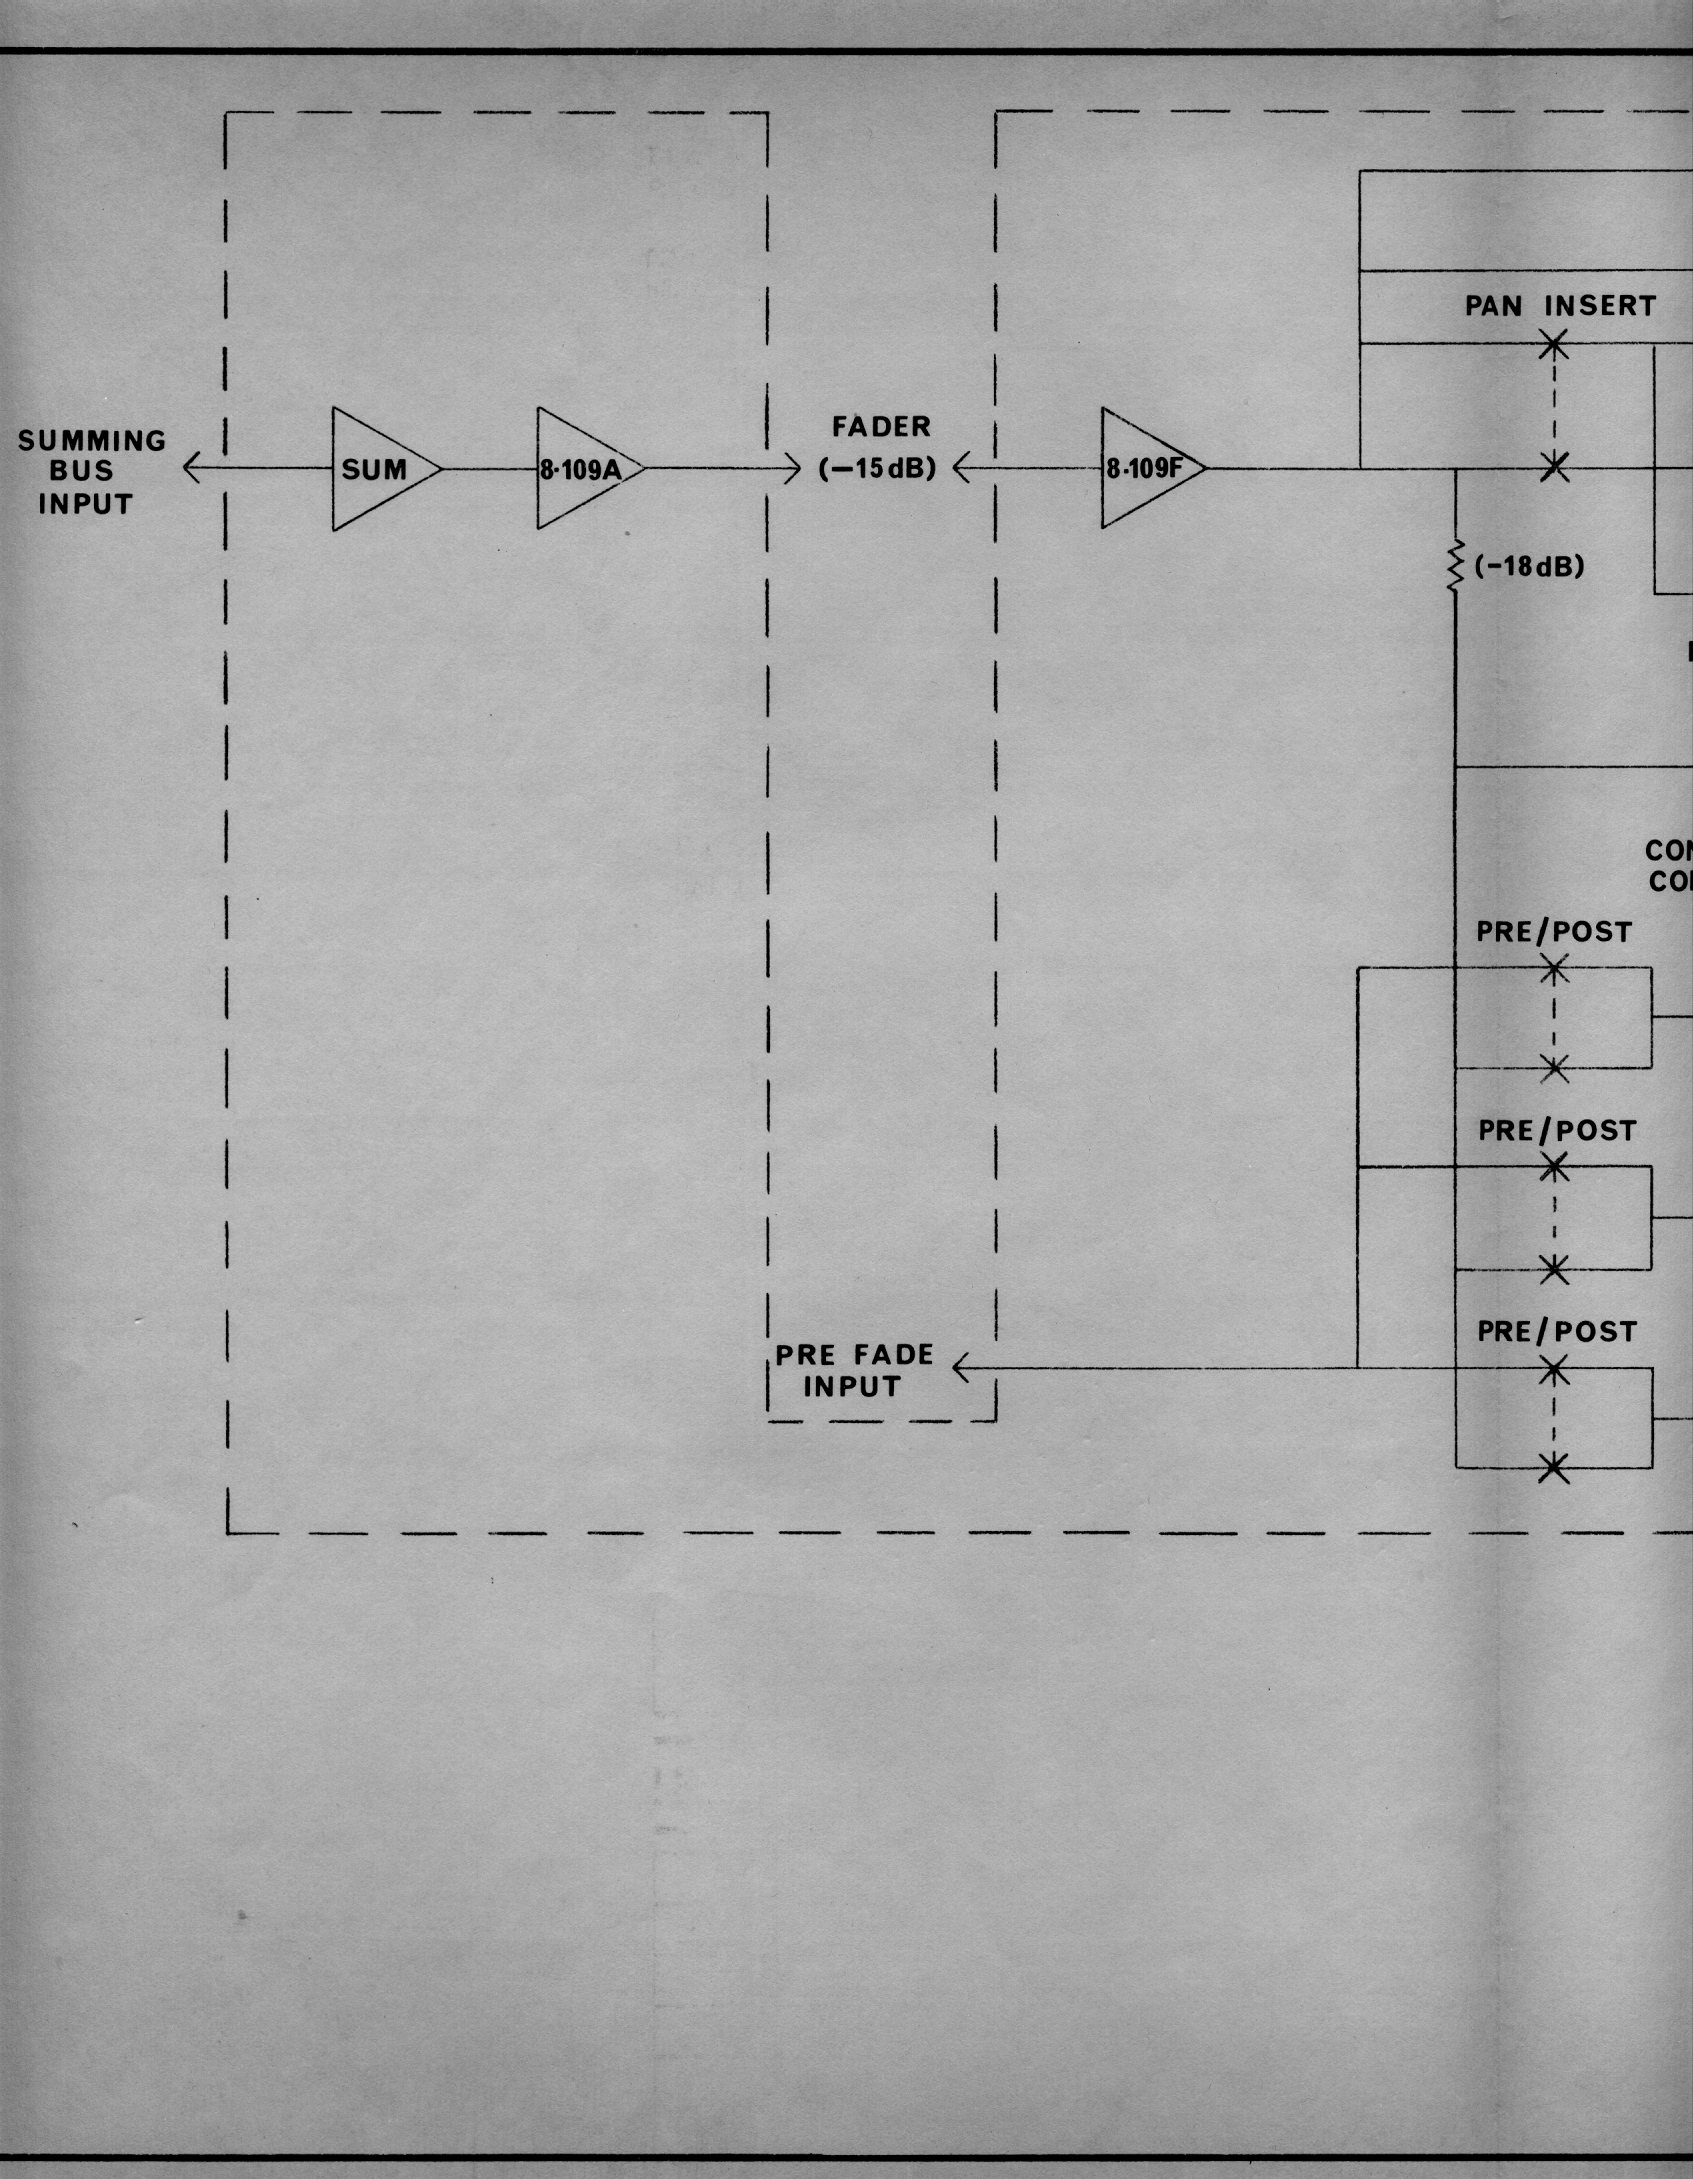 PAN INSERT
SUMMING
BUS
INPUT
SUM
8·109A
FADER
(−15dB)
8·109F
(−18dB)
PRE/POST
PRE/POST
PRE/POST
PRE FADE
INPUT